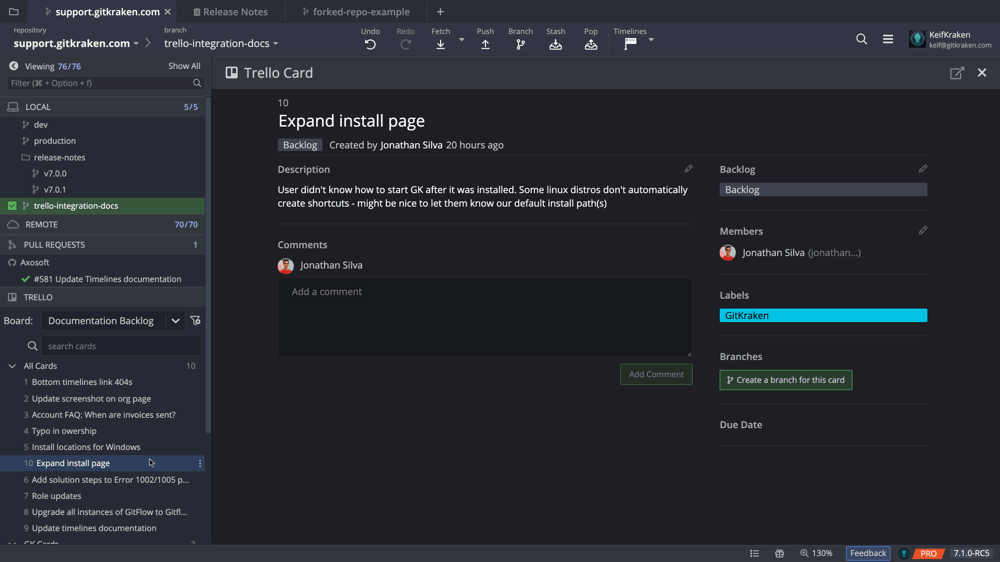 support.gitkraken.com
Release Notes
forked-repo-example
repository
support.gitkraken.com
branch
trello-integration-docs
Undo
Redo
Fetch
Push
Branch
Stash
Pop
Timelines
KeifKraken
keif@gitkraken.com
Viewing 76/76
Show All
Filter (⌘ + Option + f)
LOCAL 5/5
dev
production
release-notes
v7.0.0
v7.0.1
trello-integration-docs
REMOTE 70/70
PULL REQUESTS 1
Axosoft
#581 Update Timelines documentation
TRELLO
Board: Documentation Backlog
search cards
All Cards 10
1 Bottom timelines link 404s
2 Update screenshot on org page
3 Account FAQ: When are invoices sent?
4 Typo in owership
5 Install locations for Windows
10 Expand install page
6 Add solution steps to Error 1002/1005 p...
7 Role updates
8 Upgrade all instances of GitFlow to Gitfl...
9 Update timelines documentation
GK Cards
Trello Card
10
Expand install page
Backlog Created by Jonathan Silva 20 hours ago
Description
User didn't know how to start GK after it was installed. Some linux distros don't automatically
create shortcuts - might be nice to let them know our default install path(s)
Comments
Jonathan Silva
Add a comment
Add Comment
Backlog
Backlog
Members
Jonathan Silva (jonathan...)
Labels
GitKraken
Branches
Create a branch for this card
Due Date
130%
Feedback
PRO
7.1.0-RC5